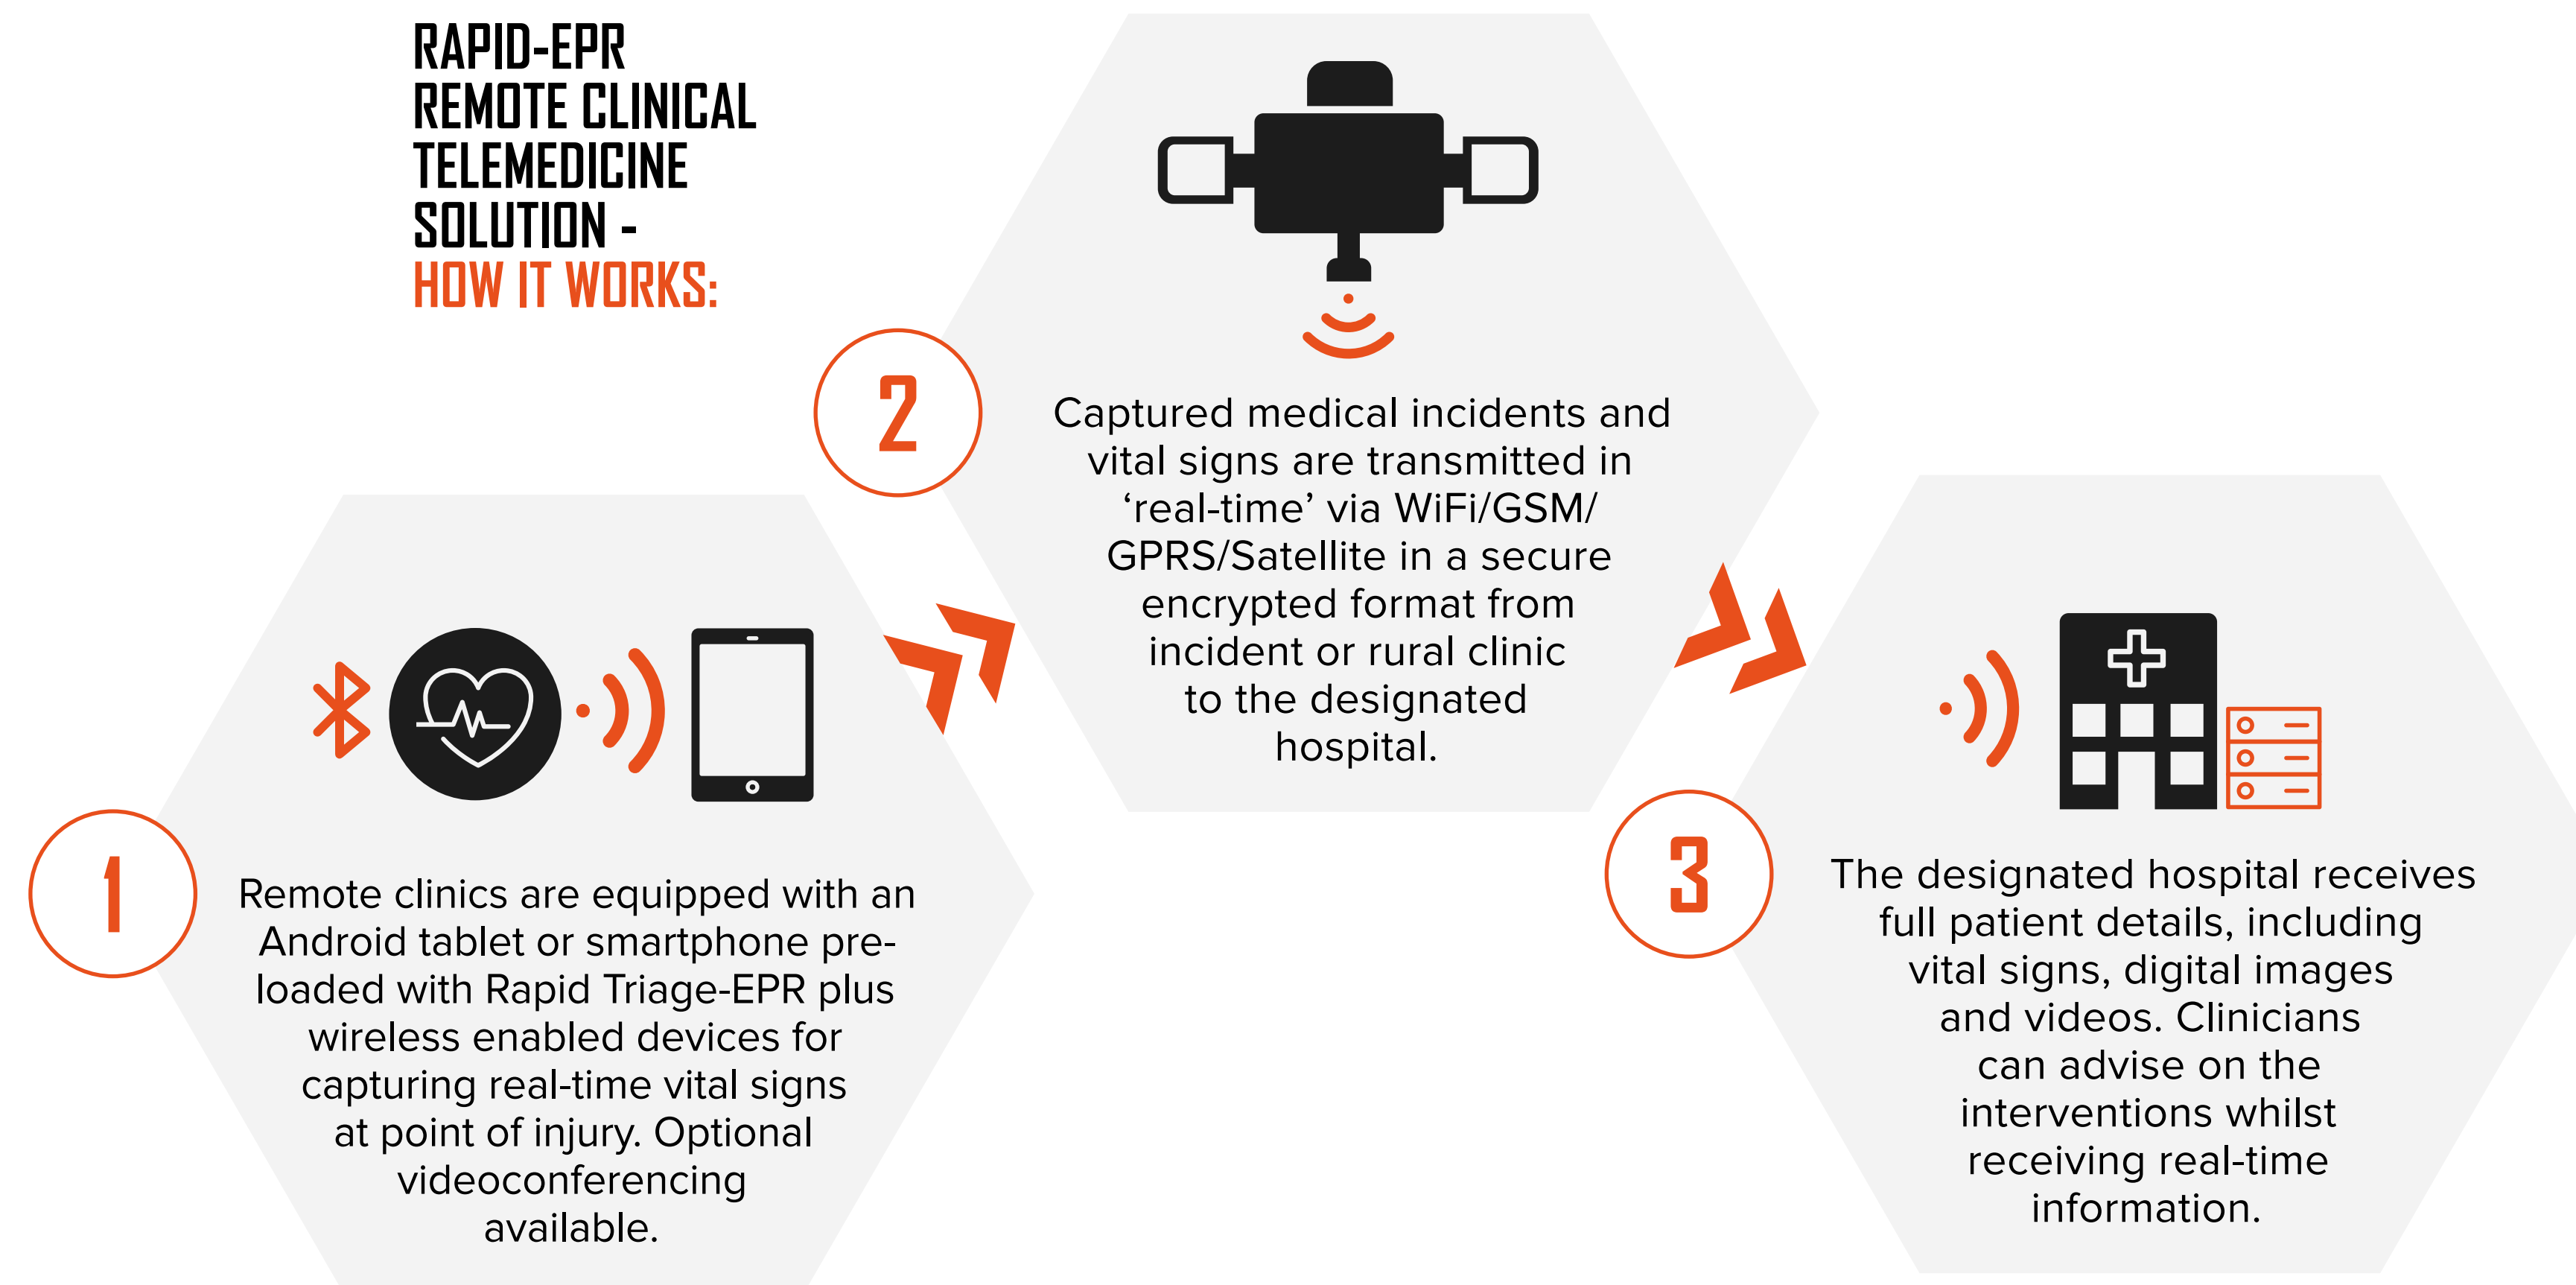 RAPID-EPR
REMOTE CLINICAL
TELEMEDICINE
SOLUTION -
HOW IT WORKS:
1
Remote clinics are equipped with an
Android tablet or smartphone pre-
loaded with Rapid Triage-EPR plus
wireless enabled devices for
capturing real-time vital signs
at point of injury. Optional
videoconferencing
available.
2
Captured medical incidents and
vital signs are transmitted in
‘real-time’ via WiFi/GSM/
GPRS/Satellite in a secure
encrypted format from
incident or rural clinic
to the designated
hospital.
3
The designated hospital receives
full patient details, including
vital signs, digital images
and videos. Clinicians
can advise on the
interventions whilst
receiving real-time
information.